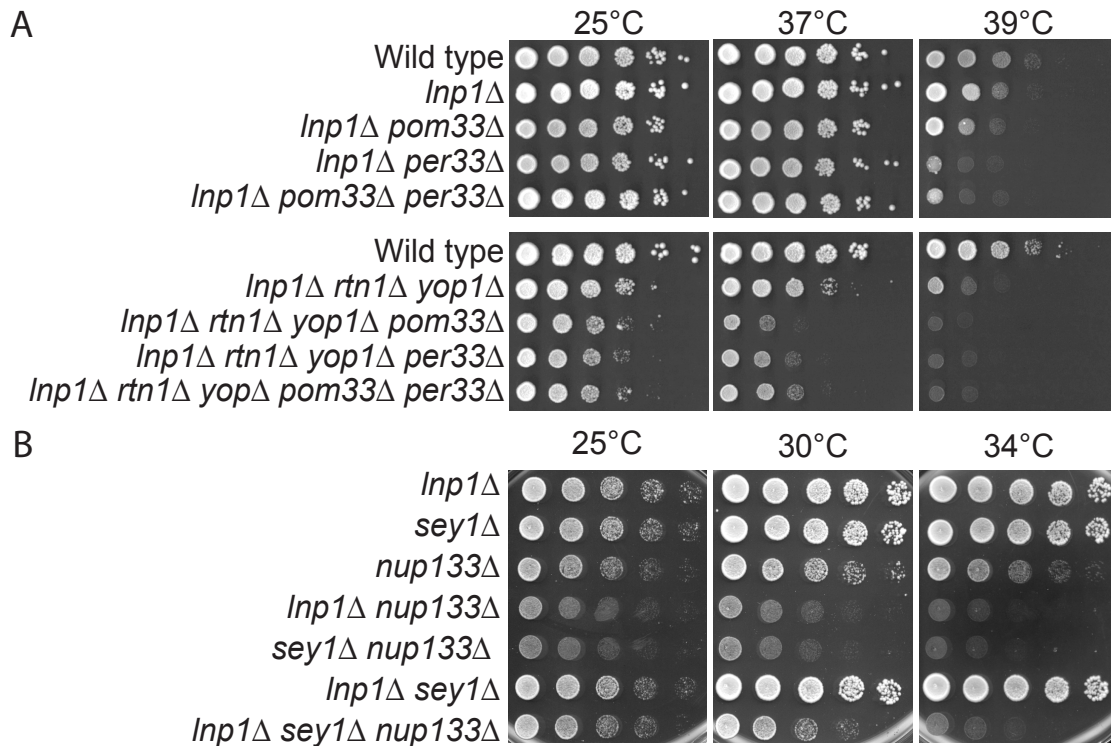 A
25°C 37°C 39°C
Wild type
lnp1Δ
lnp1Δ pom33Δ
lnp1Δ per33Δ
lnp1Δ pom33Δ per33Δ
Wild type
lnp1Δ rtn1Δ yop1Δ
lnp1Δ rtn1Δ yop1Δ pom33Δ
lnp1Δ rtn1Δ yop1Δ per33Δ
lnp1Δ rtn1Δ yopΔ pom33Δ per33Δ
B
25°C 30°C 34°C
lnp1Δ
sey1Δ
nup133Δ
lnp1Δ nup133Δ
sey1Δ nup133Δ
lnp1Δ sey1Δ
lnp1Δ sey1Δ nup133Δ